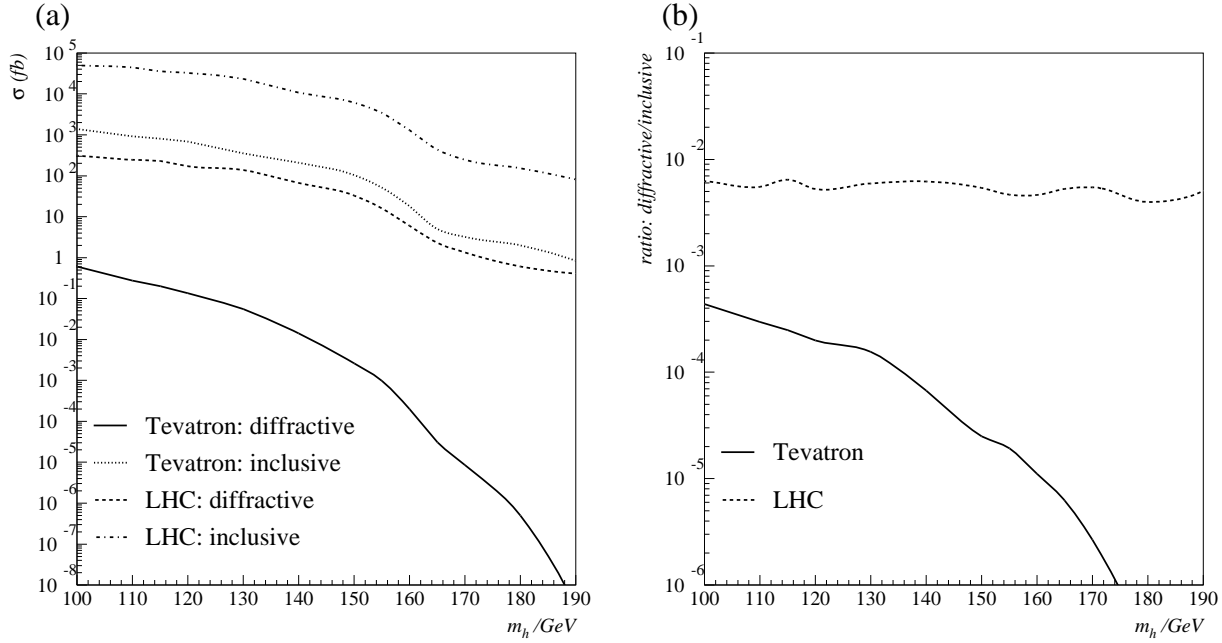 (a)
σ (fb)
10 5
10 4
10 3
10 2
10
1
10 -1
10 -2
10 -3
10 -4
10 -5
10 -6
10 -7
10 -8
Tevatron: diffractive
Tevatron: inclusive
LHC: diffractive
LHC: inclusive
100 110 120 130 140 150 160 170 180 190
m_h /GeV
(b)
ratio: diffractive/inclusive
10 -1
10 -2
10 -3
10 -4
10 -5
10 -6
Tevatron
LHC
100 110 120 130 140 150 160 170 180 190
m_h /GeV